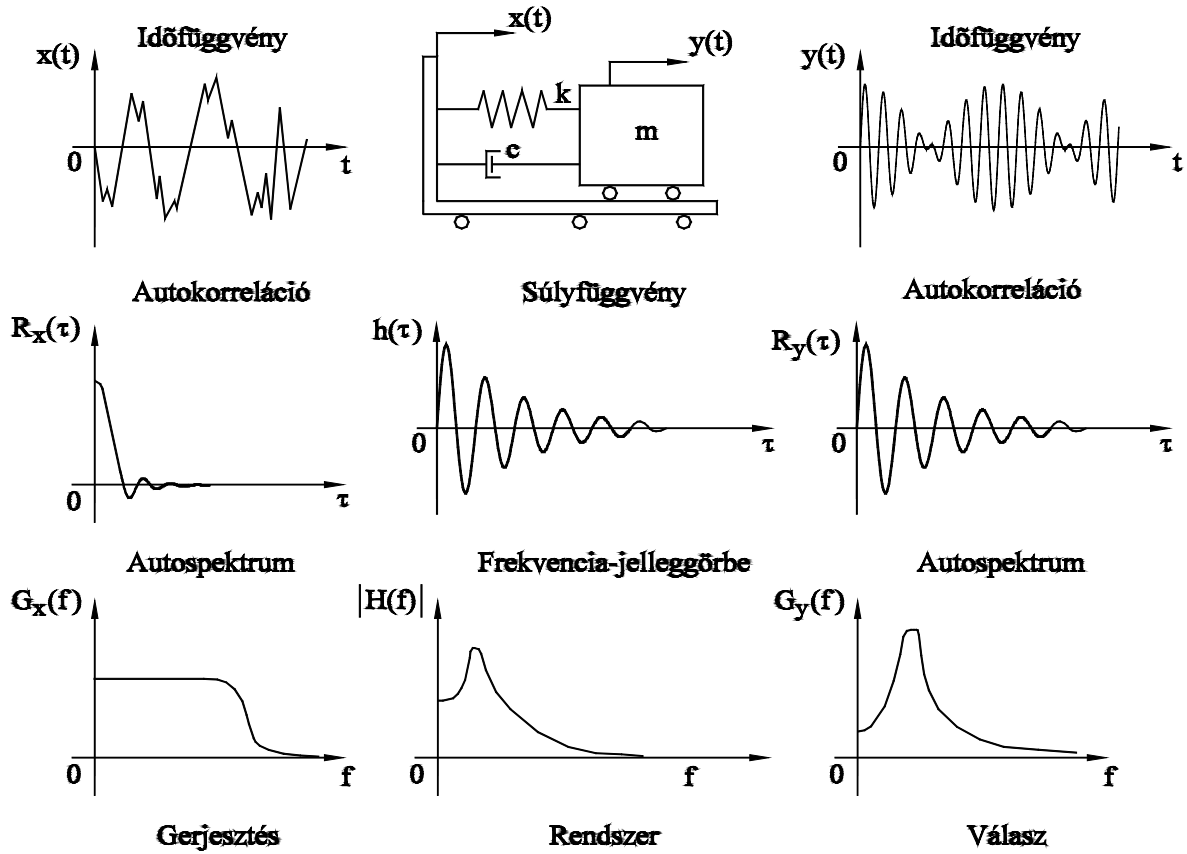 Időfüggvény
x(t)
0
t
x(t)
y(t)
k
m
c
Időfüggvény
y(t)
0
t
Autokorreláció
Rx(τ)
0
τ
Súlyfüggvény
h(τ)
0
τ
Autokorreláció
Ry(τ)
0
τ
Autospektrum
Gx(f)
0
f
Frekvencia-jelleggörbe
|H(f)|
0
f
Autospektrum
Gy(f)
0
f
Gerjesztés
Rendszer
Válasz